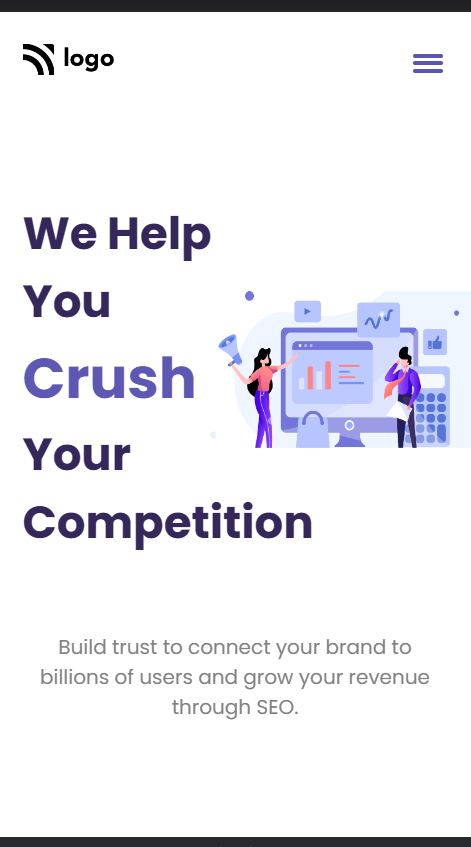 logo
We Help
You
Crush
Your
Competition
Build trust to connect your brand to
billions of users and grow your revenue
through SEO.